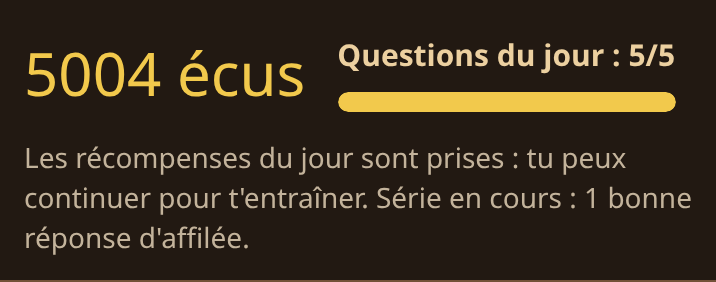 5004 écus
Questions du jour : 5/5
Les récompenses du jour sont prises : tu peux
continuer pour t'entraîner. Série en cours : 1 bonne
réponse d'affilée.